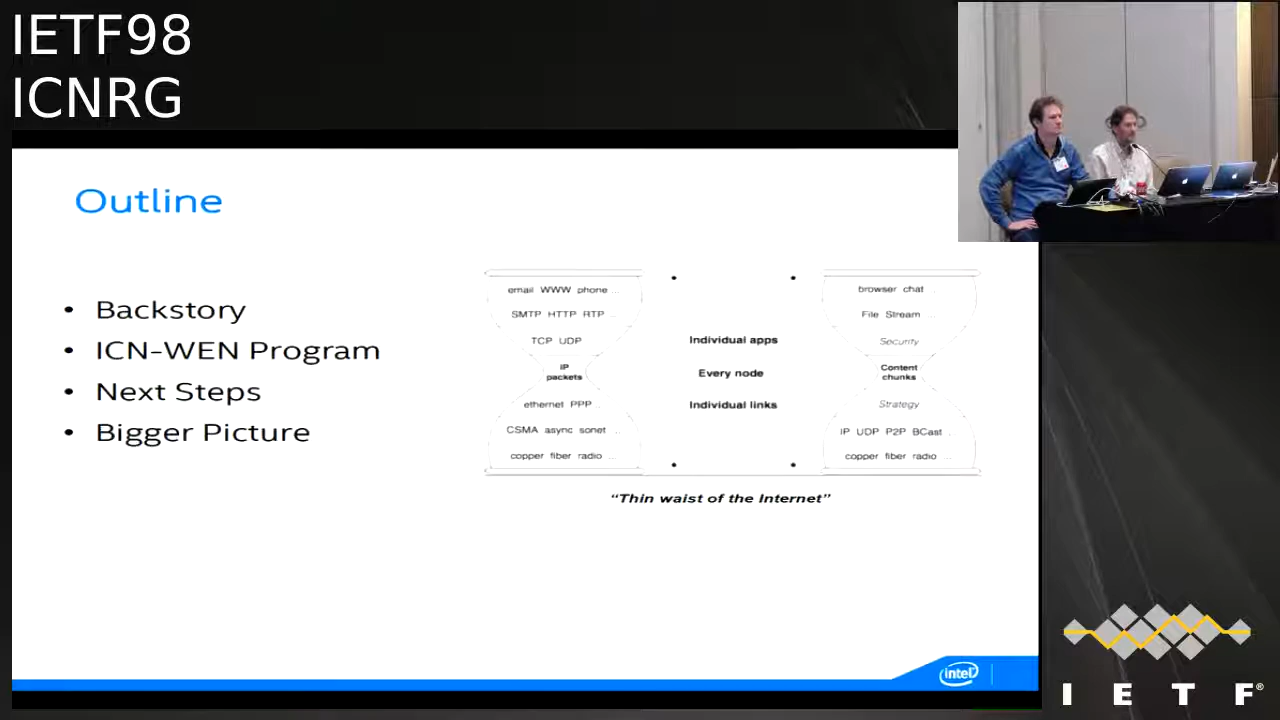 IETF98
ICNRG
Outline
• Backstory
• ICN-WEN Program
• Next Steps
• Bigger Picture
email WWW phone ...
SMTP HTTP RTP ...
TCP UDP ...
IP
packets
ethernet PPP ...
CSMA async sonet ...
copper fiber radio ...
Individual apps
Every node
Individual links
browser chat ...
File Stream ...
Security
Content
chunks
Strategy
IP UDP P2P BCast ...
copper fiber radio ...
“Thin waist of the Internet”
intel
I E T F®